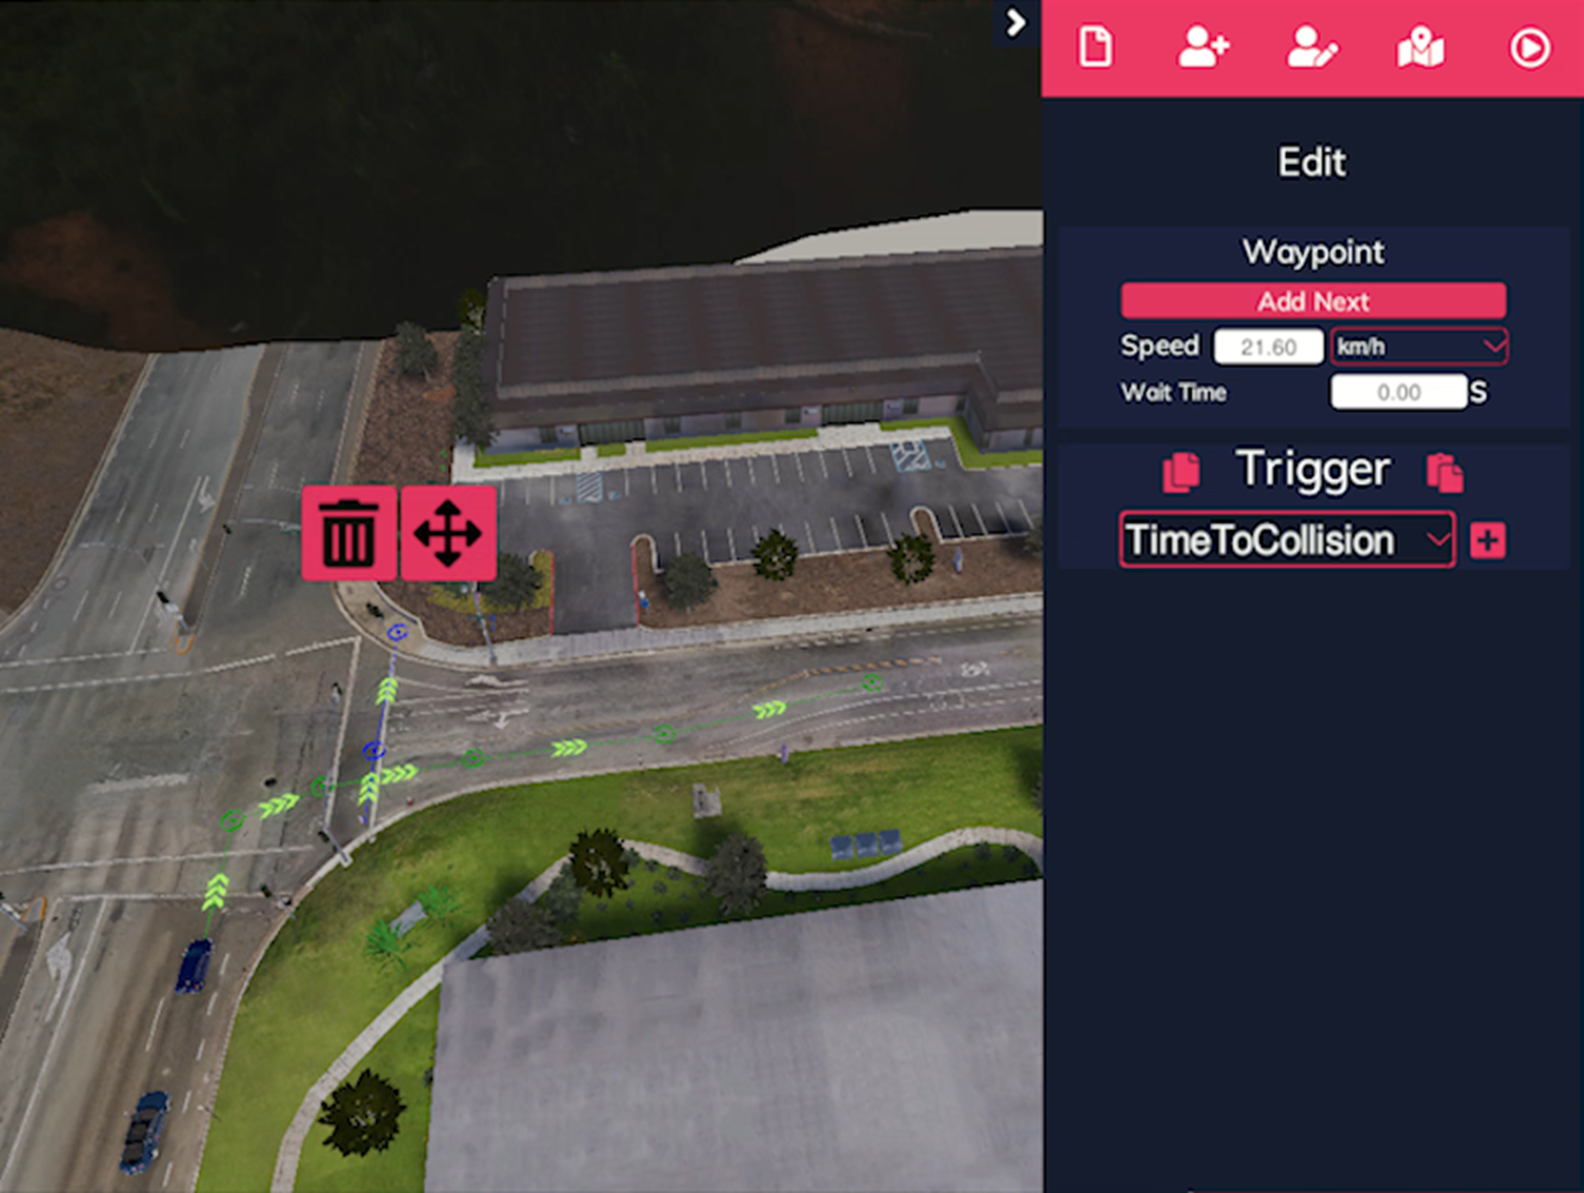 Edit
Waypoint
Add Next
Speed 21.60 km/h
Wait Time 0.00 S
Trigger
TimeToCollision